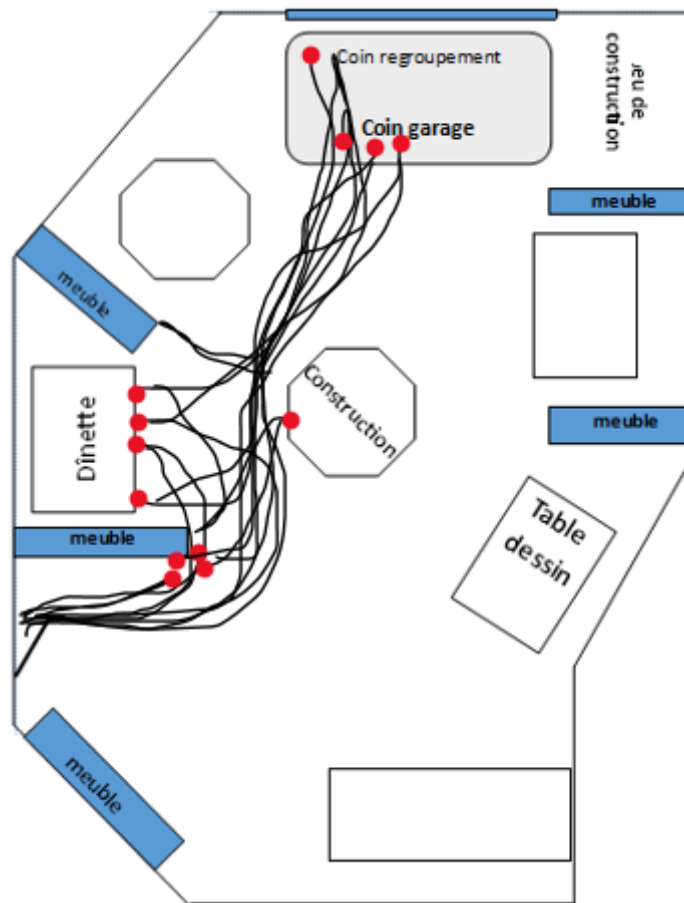 Coin regroupement
Coin garage
Jeu de
construction
meuble
meuble
Construction
Dînette
meuble
meuble
Table
dessin
meuble